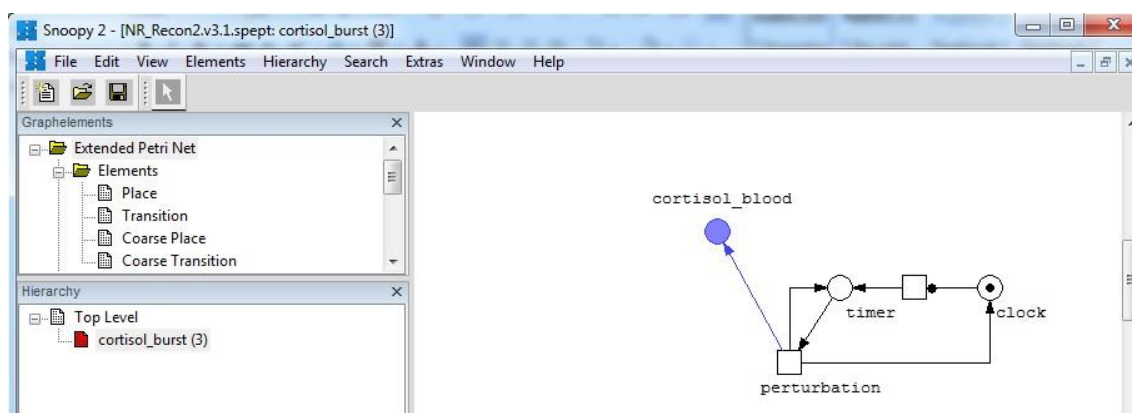 Snoopy 2 - [NR_Recon2.v3.1.spept: cortisol_burst (3)]
File Edit View Elements Hierarchy Search Extras Window Help
Graphelements
Extended Petri Net
Elements
Place
Transition
Coarse Place
Coarse Transition
Hierarchy
Top Level
cortisol_burst (3)
cortisol_blood
timer
clock
perturbation